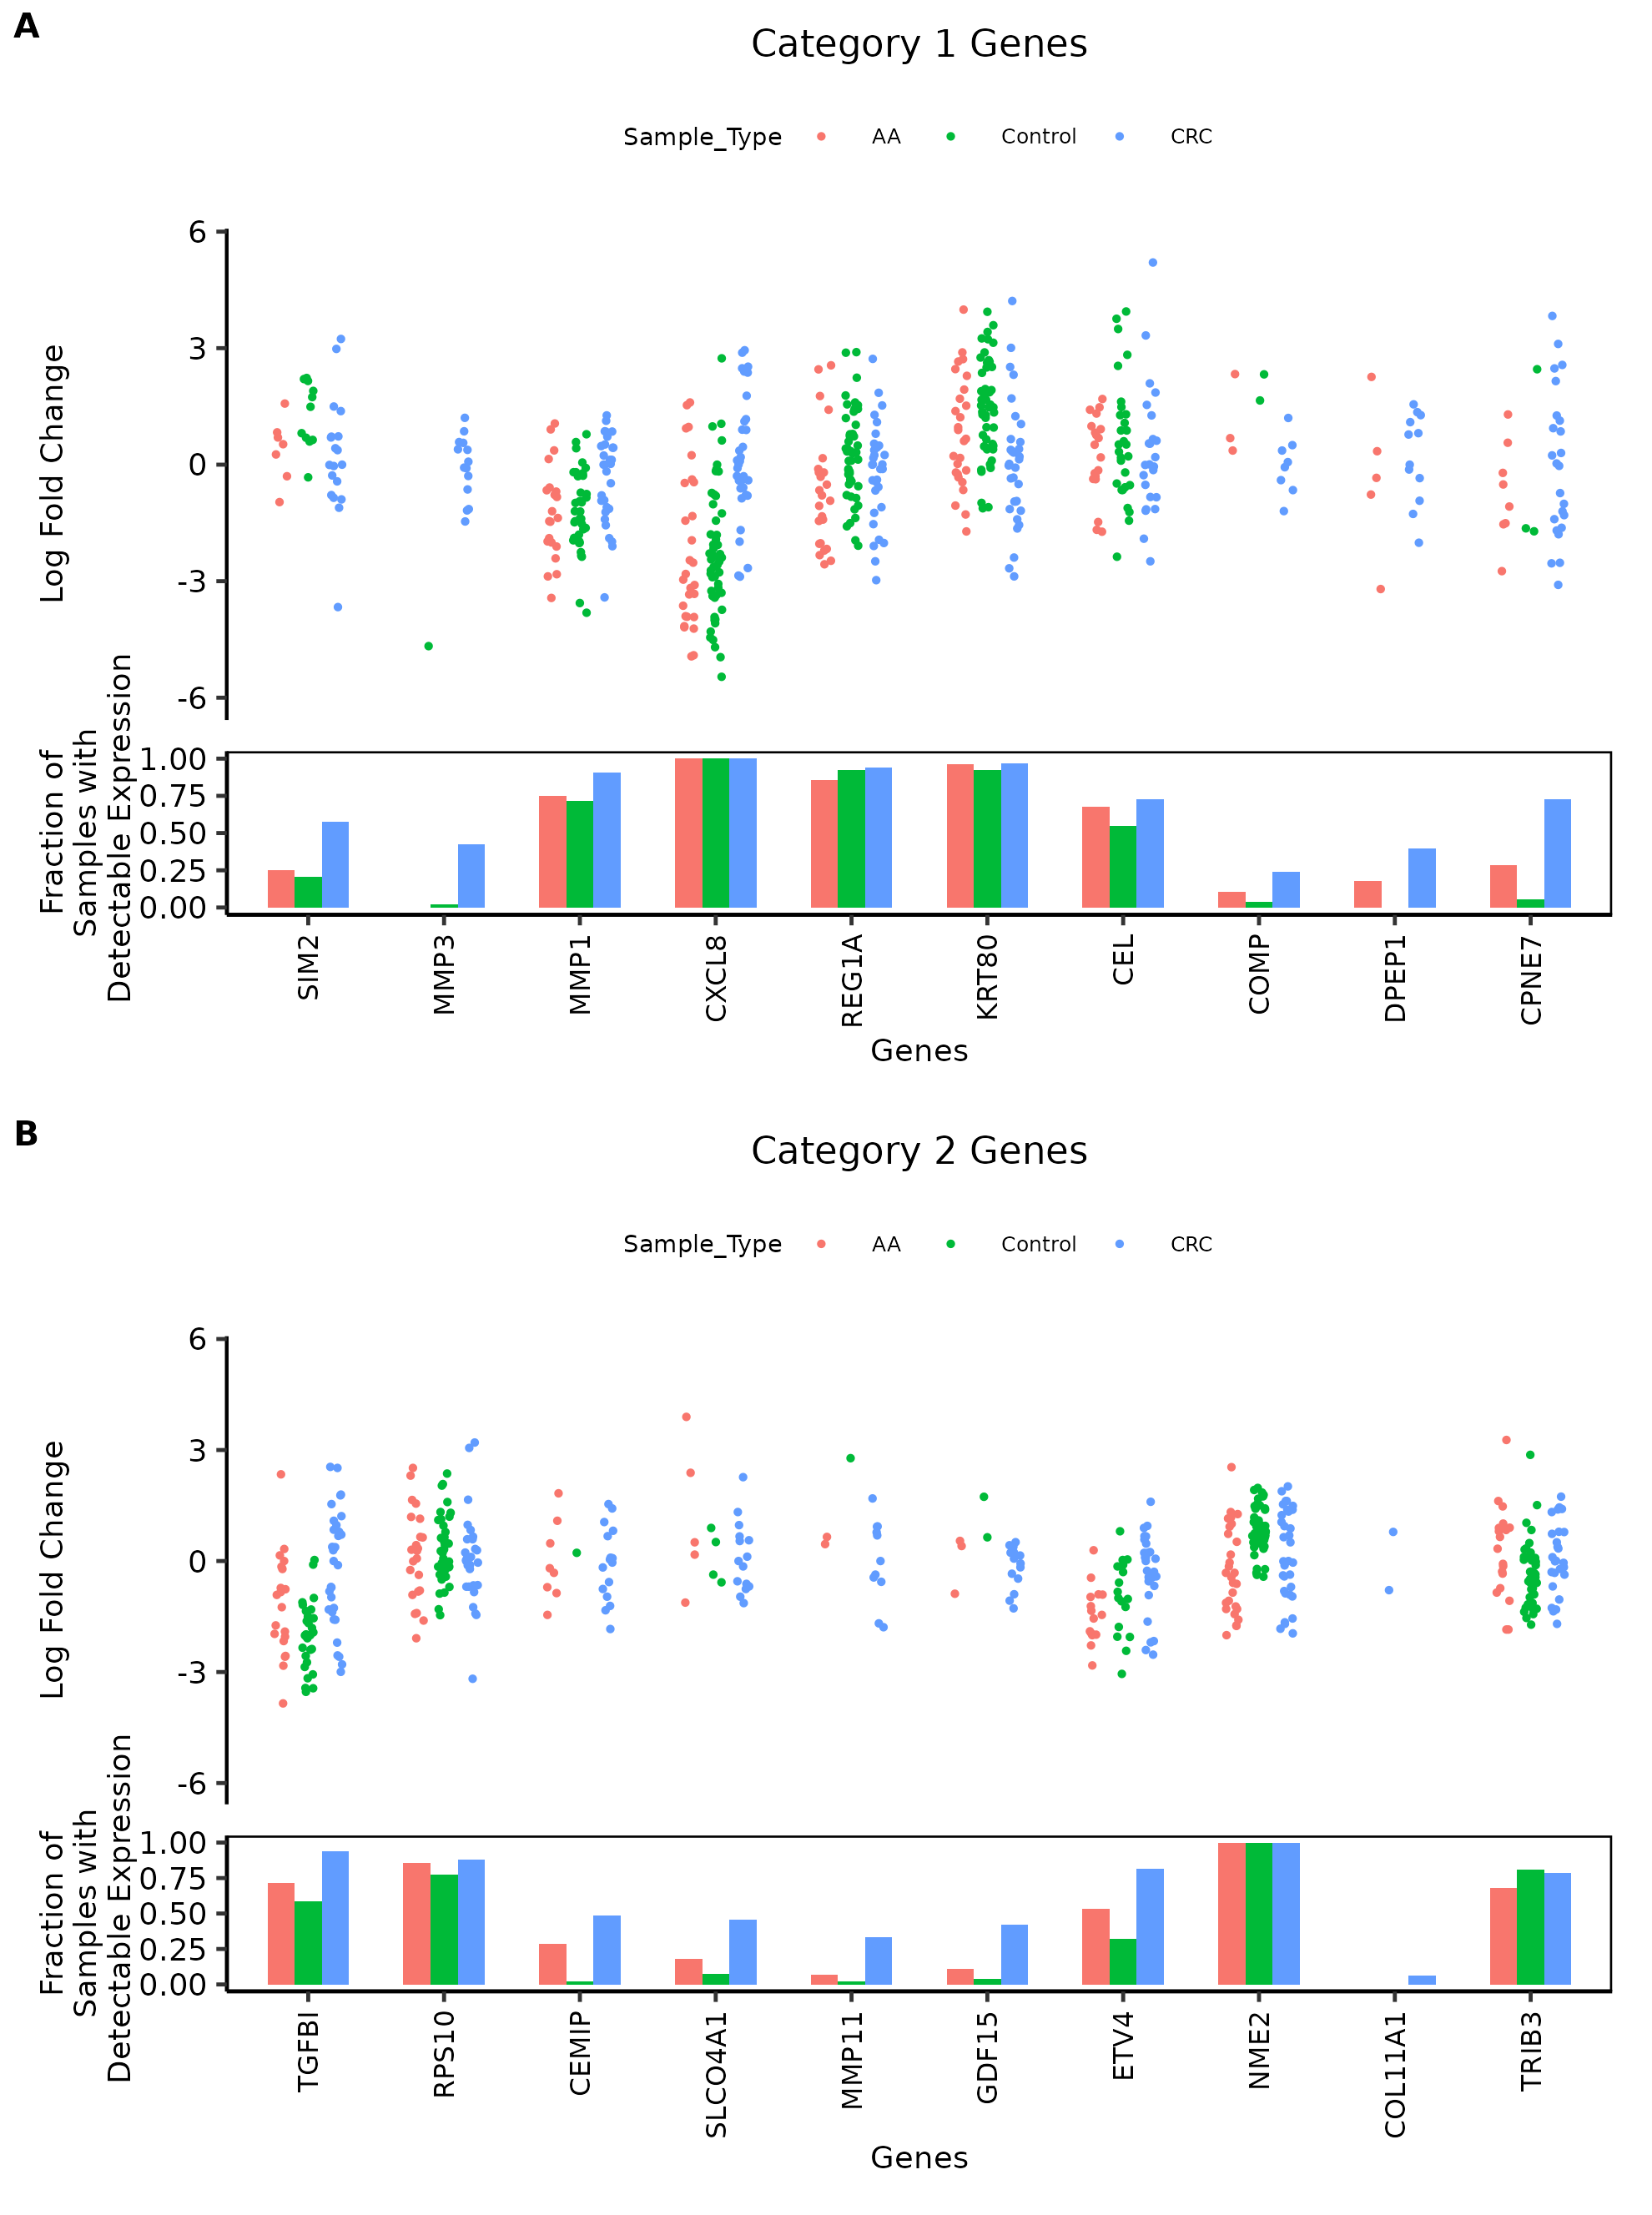 A
Category 1 Genes
Sample_Type AA Control CRC
Log Fold Change
6
3
0
-3
-6
Fraction of
Samples with
Detectable Expression
1.00
0.75
0.50
0.25
0.00
SIM2
MMP3
MMP1
CXCL8
REG1A
KRT80
CEL
COMP
DPEP1
CPNE7
Genes
B
Category 2 Genes
Sample_Type AA Control CRC
Log Fold Change
6
3
0
-3
-6
Fraction of
Samples with
Detectable Expression
1.00
0.75
0.50
0.25
0.00
TGFBI
RPS10
CEMIP
SLCO4A1
MMP11
GDF15
ETV4
NME2
COL11A1
TRIB3
Genes